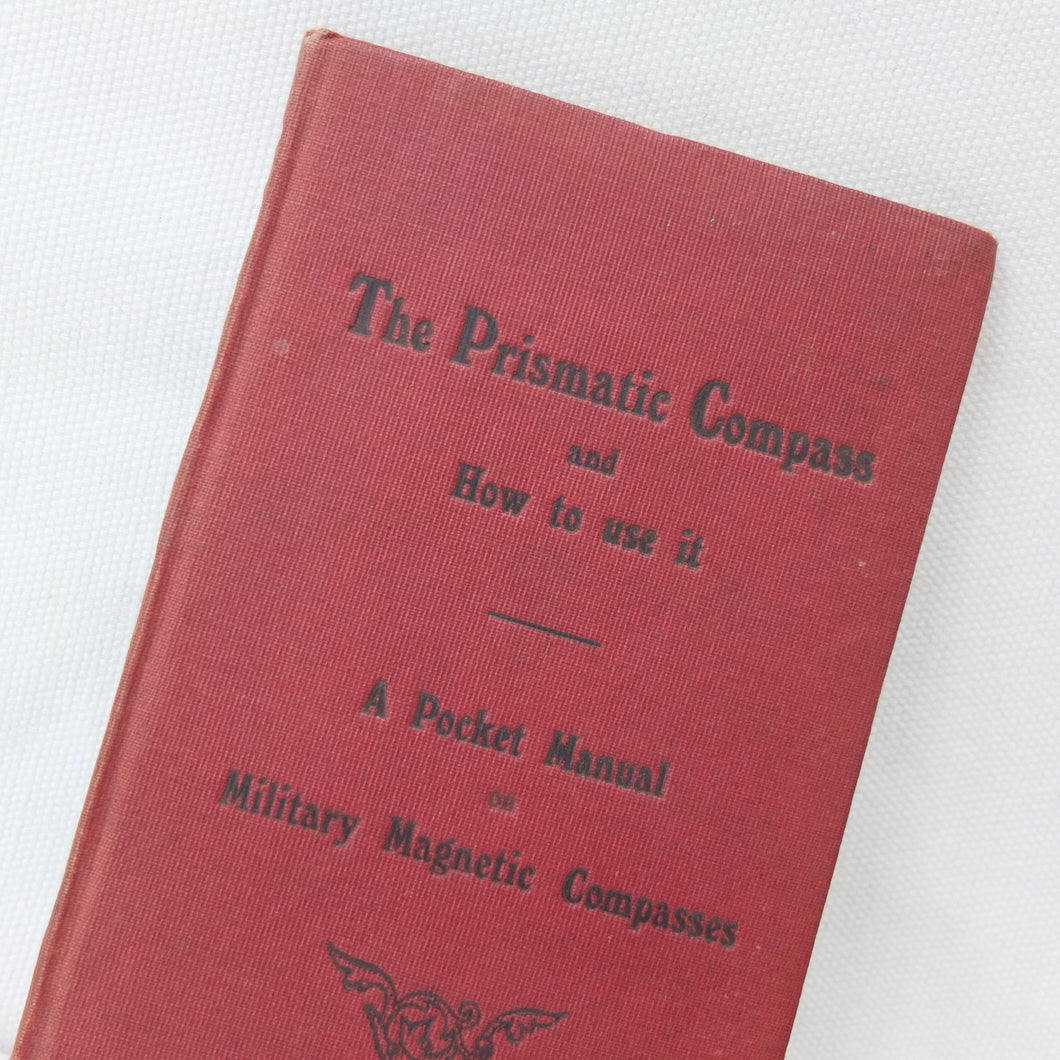 The Prismatic Compass
and
How to use it
A Pocket Manual
on
Military Magnetic Compasses